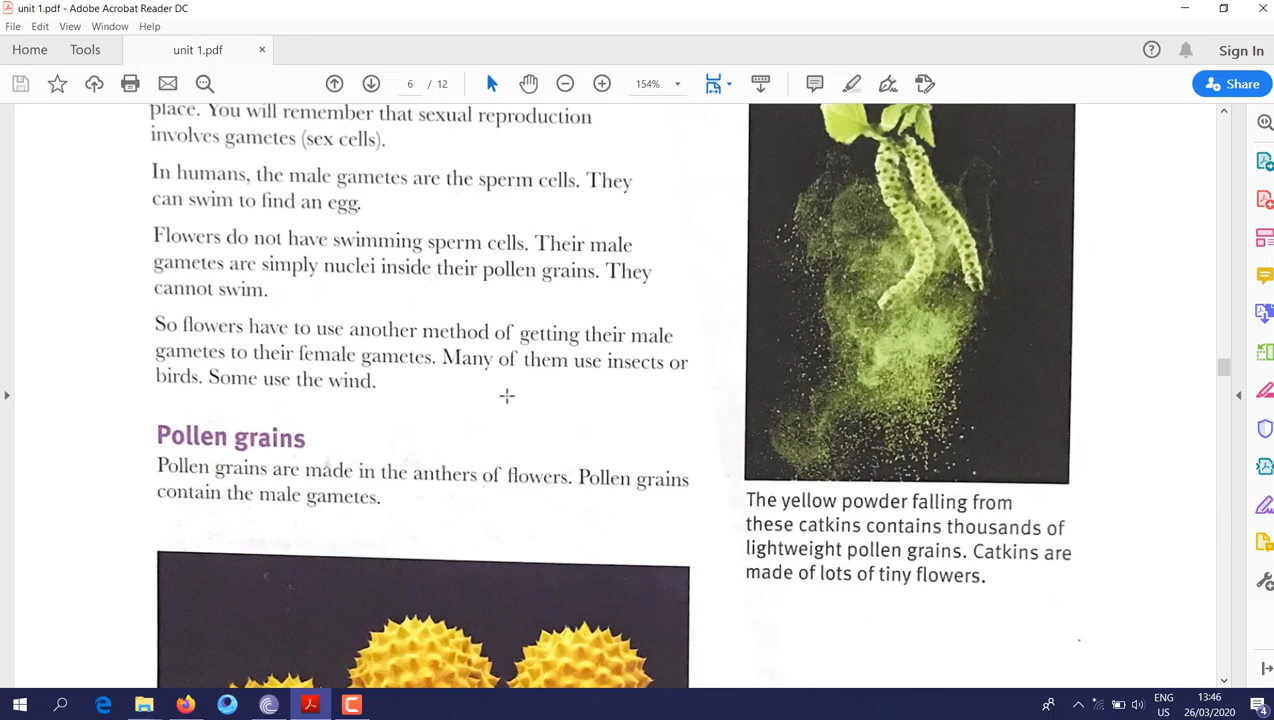 unit 1.pdf - Adobe Acrobat Reader DC
File Edit View Window Help
Home Tools unit 1.pdf Sign In
6 / 12 154% Share
place. You will remember that sexual reproduction
involves gametes (sex cells).
In humans, the male gametes are the sperm cells. They
can swim to find an egg.
Flowers do not have swimming sperm cells. Their male
gametes are simply nuclei inside their pollen grains. They
cannot swim.
So flowers have to use another method of getting their male
gametes to their female gametes. Many of them use insects or
birds. Some use the wind.
Pollen grains
Pollen grains are made in the anthers of flowers. Pollen grains
contain the male gametes.
The yellow powder falling from
these catkins contains thousands of
lightweight pollen grains. Catkins are
made of lots of tiny flowers.
ENG 13:46
US 26/03/2020 4